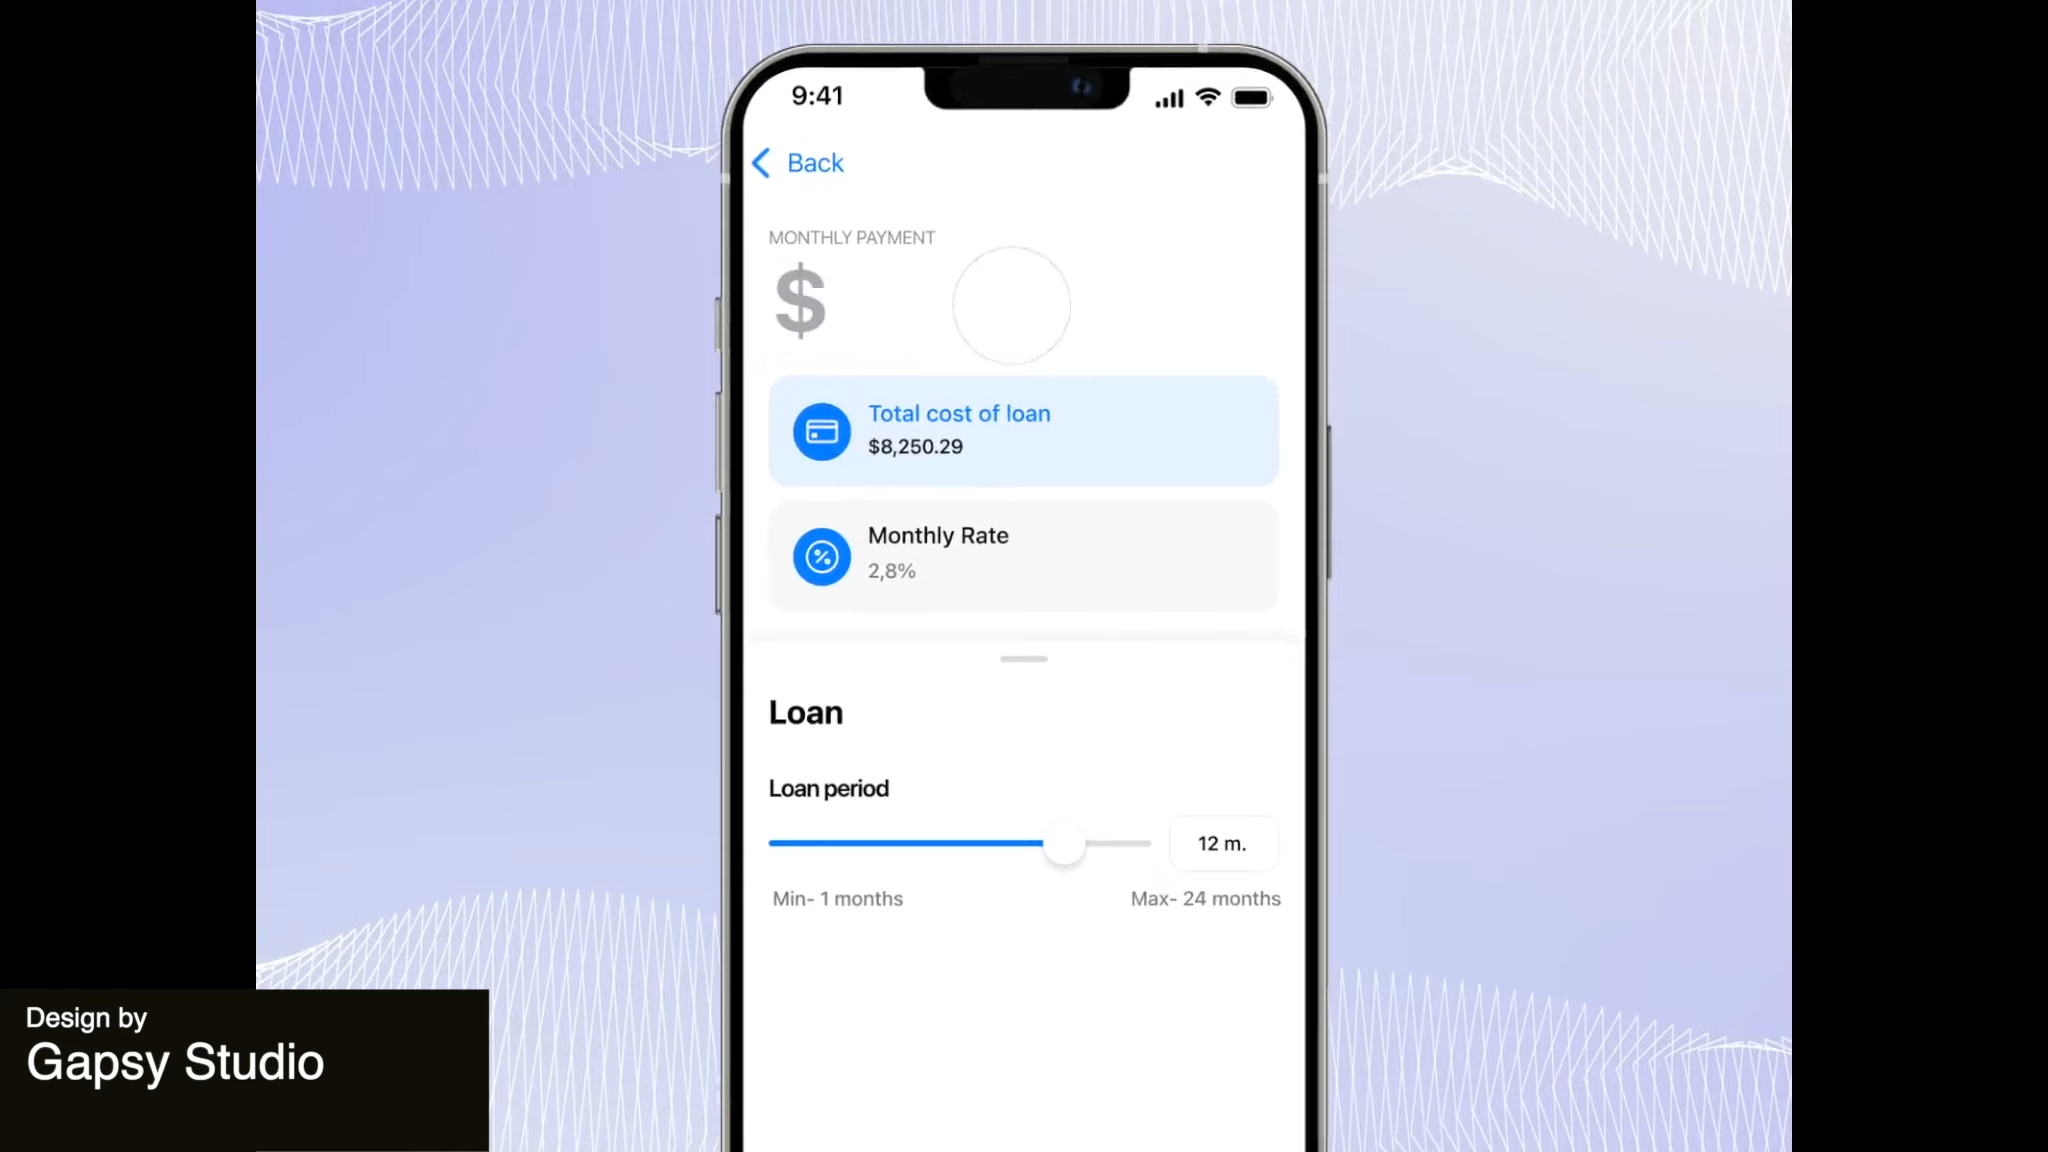 9:41
Back
MONTHLY PAYMENT
$
Total cost of loan
$8,250.29
Monthly Rate
2,8%
Loan
Loan period
12 m.
Min- 1 months
Max- 24 months
Design by
Gapsy Studio